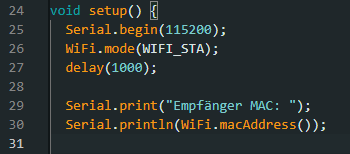 24 void setup() {
25 Serial.begin(115200);
26 WiFi.mode(WIFI_STA);
27 delay(1000);
28
29 Serial.print("Empfänger MAC: ");
30 Serial.println(WiFi.macAddress());
31